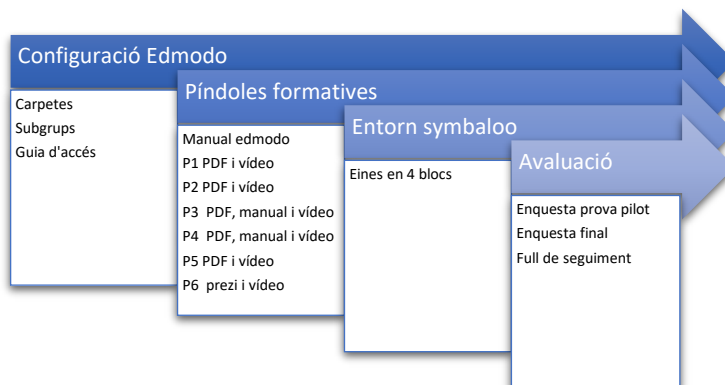 Configuració Edmodo
Carpetes
Subgrups
Guia d'accés
Píndoles formatives
Manual edmodo
P1 PDF i vídeo
P2 PDF i vídeo
P3 PDF, manual i vídeo
P4 PDF, manual i vídeo
P5 PDF i vídeo
P6 prezi i vídeo
Entorn symbaloo
Eines en 4 blocs
Avaluació
Enquesta prova pilot
Enquesta final
Full de seguiment